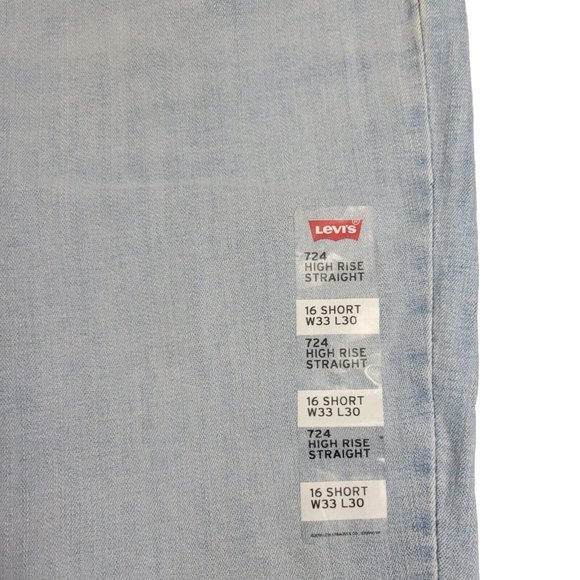 Levi's
®
724
HIGH RISE
STRAIGHT
16 SHORT
W33 L30
724
HIGH RISE
STRAIGHT
16 SHORT
W33 L30
724
HIGH RISE
STRAIGHT
16 SHORT
W33 L30